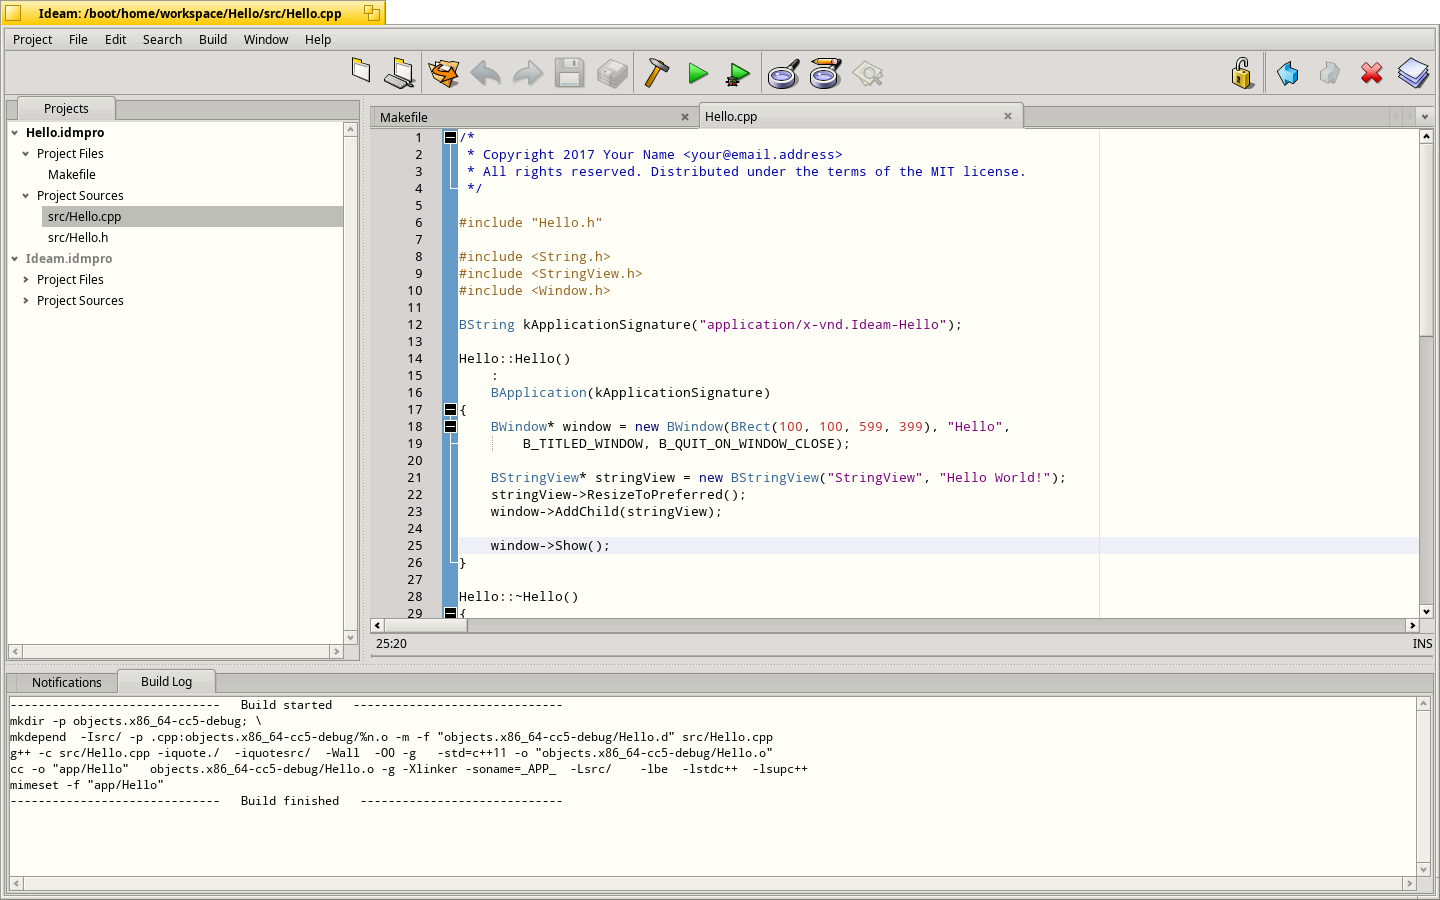 Ideam: /boot/home/workspace/Hello/src/Hello.cpp
Project File Edit Search Build Window Help
Projects
Hello.idmpro
Project Files
Makefile
Project Sources
src/Hello.cpp
src/Hello.h
Ideam.idmpro
Project Files
Project Sources
Makefile Hello.cpp
1 /*
2  * Copyright 2017 Your Name <your@email.address>
3  * All rights reserved. Distributed under the terms of the MIT license.
4  */
5
6 #include "Hello.h"
7
8 #include <String.h>
9 #include <StringView.h>
10 #include <Window.h>
11
12 BString kApplicationSignature("application/x-vnd.Ideam-Hello");
13
14 Hello::Hello()
15     :
16     BApplication(kApplicationSignature)
17 {
18     BWindow* window = new BWindow(BRect(100, 100, 599, 399), "Hello",
19         B_TITLED_WINDOW, B_QUIT_ON_WINDOW_CLOSE);
20
21     BStringView* stringView = new BStringView("StringView", "Hello World!");
22     stringView->ResizeToPreferred();
23     window->AddChild(stringView);
24
25     window->Show();
26 }
27
28 Hello::~Hello()
29 {
25:20 INS
Notifications Build Log
------------------------------   Build started   ------------------------------
mkdir -p objects.x86_64-cc5-debug; \
mkdepend  -Isrc/ -p .cpp:objects.x86_64-cc5-debug/%n.o -m -f "objects.x86_64-cc5-debug/Hello.d" src/Hello.cpp
g++ -c src/Hello.cpp -iquote./  -iquotesrc/  -Wall  -O0 -g   -std=c++11 -o "objects.x86_64-cc5-debug/Hello.o"
cc -o "app/Hello"   objects.x86_64-cc5-debug/Hello.o -g -Xlinker -soname=_APP_  -Lsrc/    -lbe  -lstdc++  -lsupc++
mimeset -f "app/Hello"
------------------------------   Build finished   -----------------------------